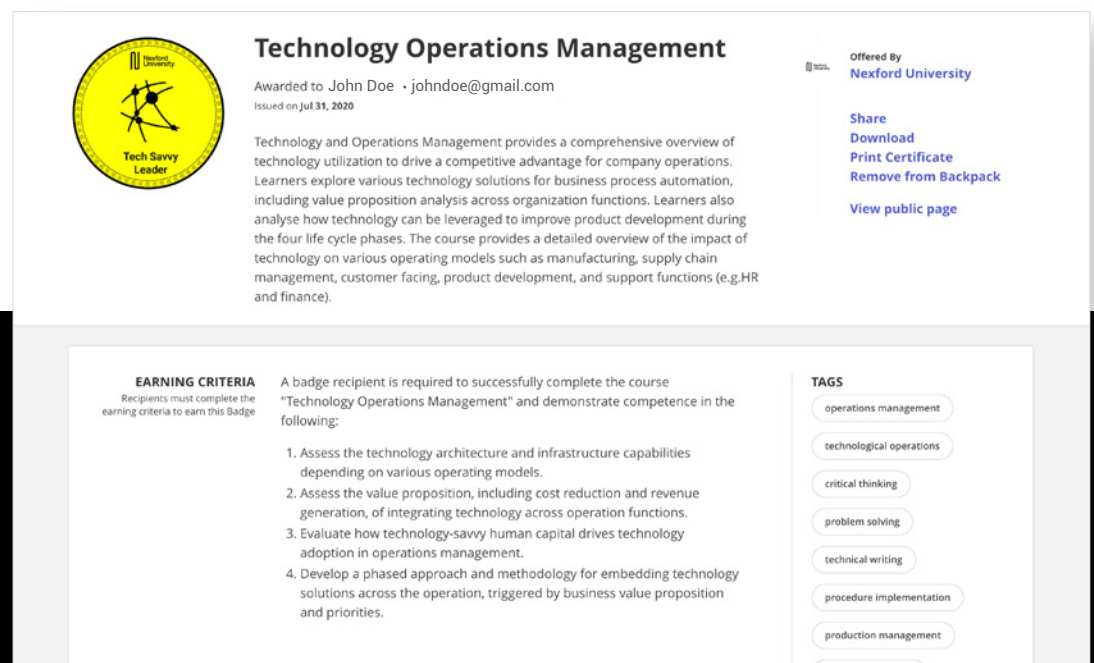 Nexford
University
Tech Savvy
Leader
Technology Operations Management
Awarded to John Doe • johndoe@gmail.com
Issued on Jul 31, 2020
Technology and Operations Management provides a comprehensive overview of
technology utilization to drive a competitive advantage for company operations.
Learners explore various technology solutions for business process automation,
including value proposition analysis across organization functions. Learners also
analyse how technology can be leveraged to improve product development during
the four life cycle phases. The course provides a detailed overview of the impact of
technology on various operating models such as manufacturing, supply chain
management, customer facing, product development, and support functions (e.g.HR
and finance).
Offered By
Nexford University
Share
Download
Print Certificate
Remove from Backpack
View public page
EARNING CRITERIA
Recipients must complete the
earning criteria to earn this Badge
A badge recipient is required to successfully complete the course
"Technology Operations Management" and demonstrate competence in the
following:
1. Assess the technology architecture and infrastructure capabilities
depending on various operating models.
2. Assess the value proposition, including cost reduction and revenue
generation, of integrating technology across operation functions.
3. Evaluate how technology-savvy human capital drives technology
adoption in operations management.
4. Develop a phased approach and methodology for embedding technology
solutions across the operation, triggered by business value proposition
and priorities.
TAGS
operations management
technological operations
critical thinking
problem solving
technical writing
procedure implementation
production management